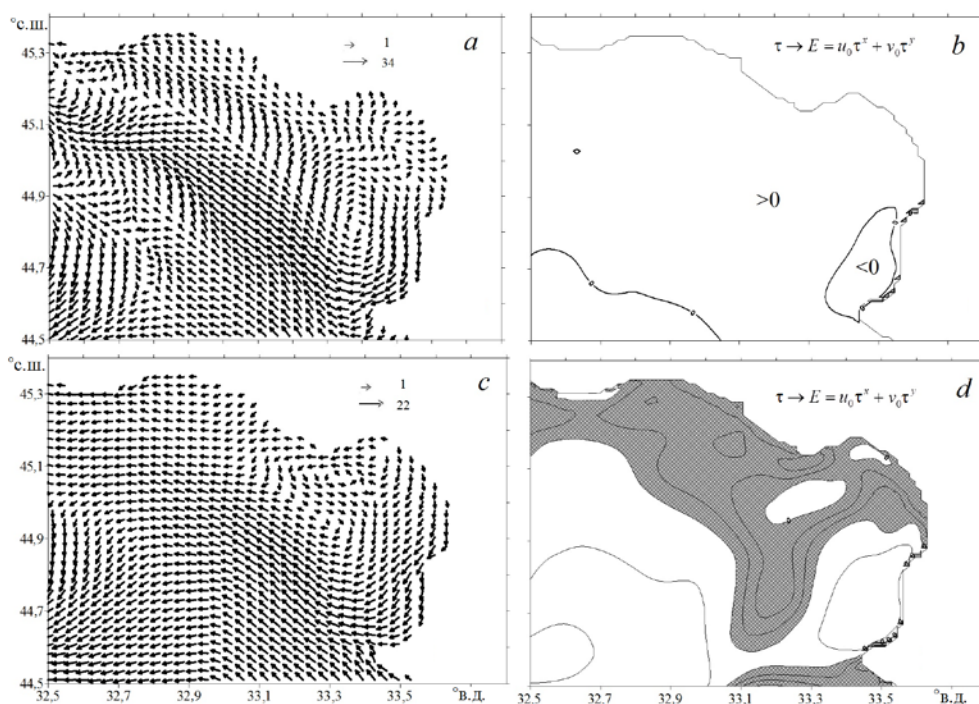 °с.ш.
45,3
45,1
44,9
44,7
44,5
1
34
a
τ → E = u₀τˣ + v₀τʸ
b
>0
<0
°с.ш.
45,3
45,1
44,9
44,7
44,5
1
22
c
τ → E = u₀τˣ + v₀τʸ
d
32,5 32,7 32,9 33,1 33,3 33,5 °в.д.
32,5 32,7 32,9 33,1 33,3 33,5 °в.д.